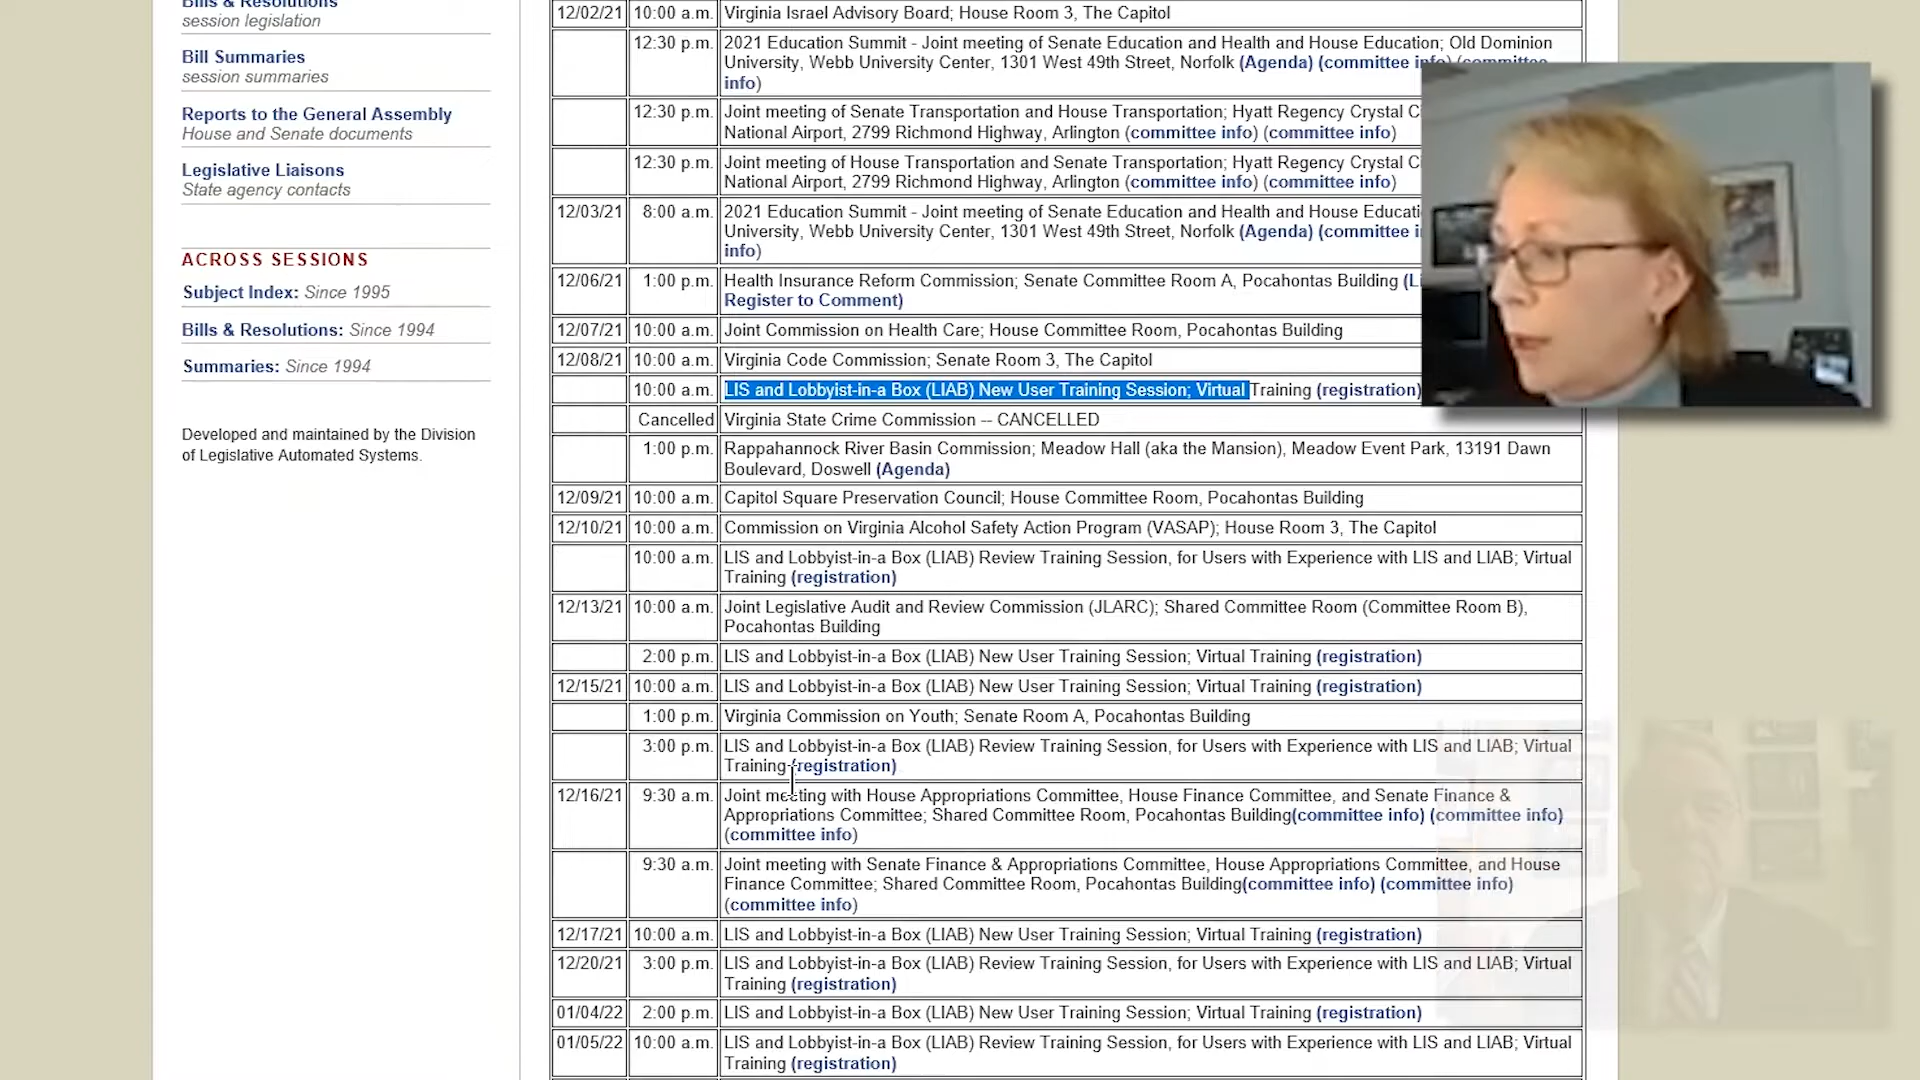 Bills & Resolutions
session legislation
Bill Summaries
session summaries
Reports to the General Assembly
House and Senate documents
Legislative Liaisons
State agency contacts
ACROSS SESSIONS
Subject Index: Since 1995
Bills & Resolutions: Since 1994
Summaries: Since 1994
Developed and maintained by the Division
of Legislative Automated Systems.
12/02/21 10:00 a.m. Virginia Israel Advisory Board; House Room 3, The Capitol
12:30 p.m. 2021 Education Summit - Joint meeting of Senate Education and Health and House Education; Old Dominion
University, Webb University Center, 1301 West 49th Street, Norfolk (Agenda) (committee info) (committee
info)
12:30 p.m. Joint meeting of Senate Transportation and House Transportation; Hyatt Regency Crystal
National Airport, 2799 Richmond Highway, Arlington (committee info) (committee info)
12:30 p.m. Joint meeting of House Transportation and Senate Transportation; Hyatt Regency Crystal
National Airport, 2799 Richmond Highway, Arlington (committee info) (committee info)
12/03/21 8:00 a.m. 2021 Education Summit - Joint meeting of Senate Education and Health and House
University, Webb University Center, 1301 West 49th Street, Norfolk (Agenda) (committee
info)
12/06/21 1:00 p.m. Health Insurance Reform Commission; Senate Committee Room A, Pocahontas Building
Register to Comment)
12/07/21 10:00 a.m. Joint Commission on Health Care; House Committee Room, Pocahontas Building
12/08/21 10:00 a.m. Virginia Code Commission; Senate Room 3, The Capitol
10:00 a.m. LIS and Lobbyist-in-a Box (LIAB) New User Training Session; Virtual Training (registration)
Cancelled Virginia State Crime Commission -- CANCELLED
1:00 p.m. Rappahannock River Basin Commission; Meadow Hall (aka the Mansion), Meadow Event Park, 13191 Dawn
Boulevard, Doswell (Agenda)
12/09/21 10:00 a.m. Capitol Square Preservation Council; House Committee Room, Pocahontas Building
12/10/21 10:00 a.m. Commission on Virginia Alcohol Safety Action Program (VASAP); House Room 3, The Capitol
10:00 a.m. LIS and Lobbyist-in-a Box (LIAB) Review Training Session, for Users with Experience with LIS and LIAB; Virtual
Training (registration)
12/13/21 10:00 a.m. Joint Legislative Audit and Review Commission (JLARC); Shared Committee Room (Committee Room B),
Pocahontas Building
2:00 p.m. LIS and Lobbyist-in-a Box (LIAB) New User Training Session; Virtual Training (registration)
12/15/21 10:00 a.m. LIS and Lobbyist-in-a Box (LIAB) New User Training Session; Virtual Training (registration)
1:00 p.m. Virginia Commission on Youth; Senate Room A, Pocahontas Building
3:00 p.m. LIS and Lobbyist-in-a Box (LIAB) Review Training Session, for Users with Experience with LIS and LIAB; Virtual
Training (registration)
12/16/21 9:30 a.m. Joint meeting with House Appropriations Committee, House Finance Committee, and Senate Finance &
Appropriations Committee; Shared Committee Room, Pocahontas Building(committee info) (committee info)
(committee info)
9:30 a.m. Joint meeting with Senate Finance & Appropriations Committee, House Appropriations Committee, and House
Finance Committee; Shared Committee Room, Pocahontas Building(committee info) (committee info)
(committee info)
12/17/21 10:00 a.m. LIS and Lobbyist-in-a Box (LIAB) New User Training Session; Virtual Training (registration)
12/20/21 3:00 p.m. LIS and Lobbyist-in-a Box (LIAB) Review Training Session, for Users with Experience with LIS and LIAB; Virtual
Training (registration)
01/04/22 2:00 p.m. LIS and Lobbyist-in-a Box (LIAB) New User Training Session; Virtual Training (registration)
01/05/22 10:00 a.m. LIS and Lobbyist-in-a Box (LIAB) Review Training Session, for Users with Experience with LIS and LIAB; Virtual
Training (registration)